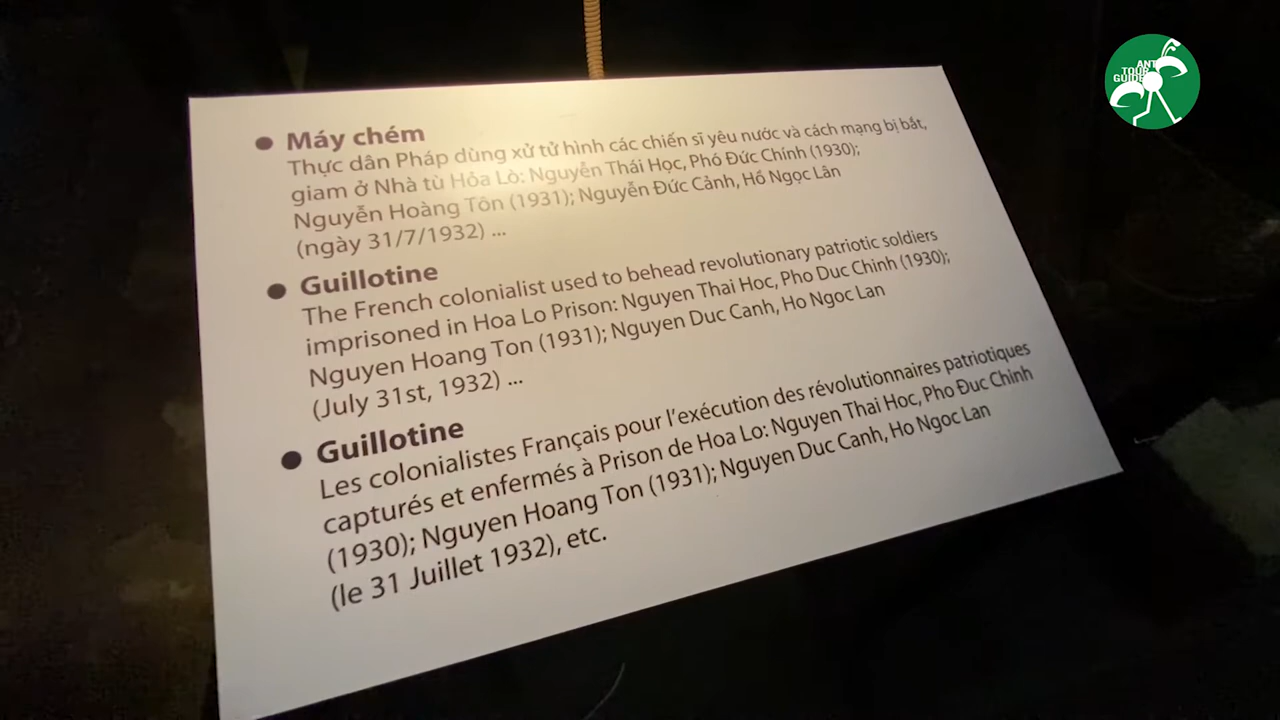 ANT
TOUR
GUIDE
• Máy chém
Thực dân Pháp dùng xử tử hình các chiến sĩ yêu nước và cách mạng bị bắt,
giam ở Nhà tù Hỏa Lò: Nguyễn Thái Học, Phó Đức Chính (1930);
Nguyễn Hoàng Tôn (1931); Nguyễn Đức Cảnh, Hồ Ngọc Lân
(ngày 31/7/1932) ...
• Guillotine
The French colonialist used to behead revolutionary patriotic soldiers
imprisoned in Hoa Lo Prison: Nguyen Thai Hoc, Pho Duc Chinh (1930);
Nguyen Hoang Ton (1931); Nguyen Duc Canh, Ho Ngoc Lan
(July 31st, 1932) ...
• Guillotine
Les colonialistes Français pour l'exécution des révolutionnaires patriotiques
capturés et enfermés à Prison de Hoa Lo: Nguyen Thai Hoc, Pho Đuc Chinh
(1930); Nguyen Hoang Ton (1931); Nguyen Duc Canh, Ho Ngoc Lan
(le 31 Juillet 1932), etc.